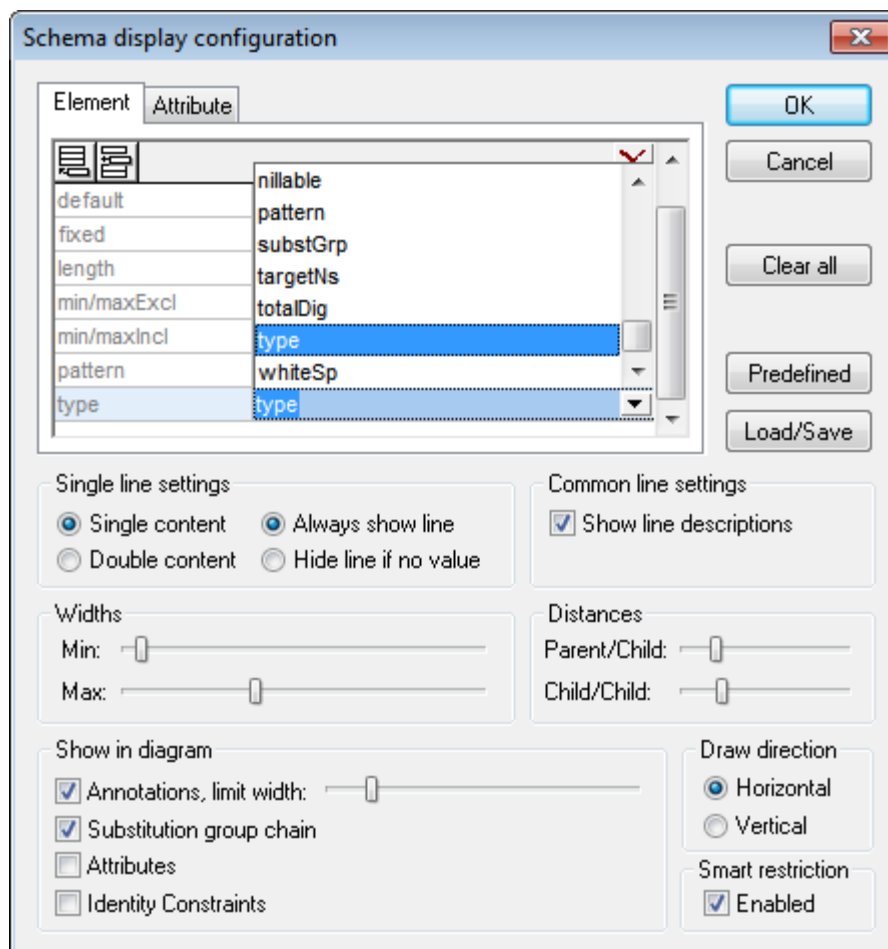 Schema display configuration
Element Attribute
OK
Cancel
Clear all
Predefined
Load/Save
default
fixed
length
min/maxExcl
min/maxIncl
pattern
type
nillable
pattern
substGrp
targetNs
totalDig
type
whiteSp
type
Single line settings
Single content Always show line
Double content Hide line if no value
Common line settings
Show line descriptions
Widths
Min:
Max:
Distances
Parent/Child:
Child/Child:
Show in diagram
Annotations, limit width:
Substitution group chain
Attributes
Identity Constraints
Draw direction
Horizontal
Vertical
Smart restriction
Enabled